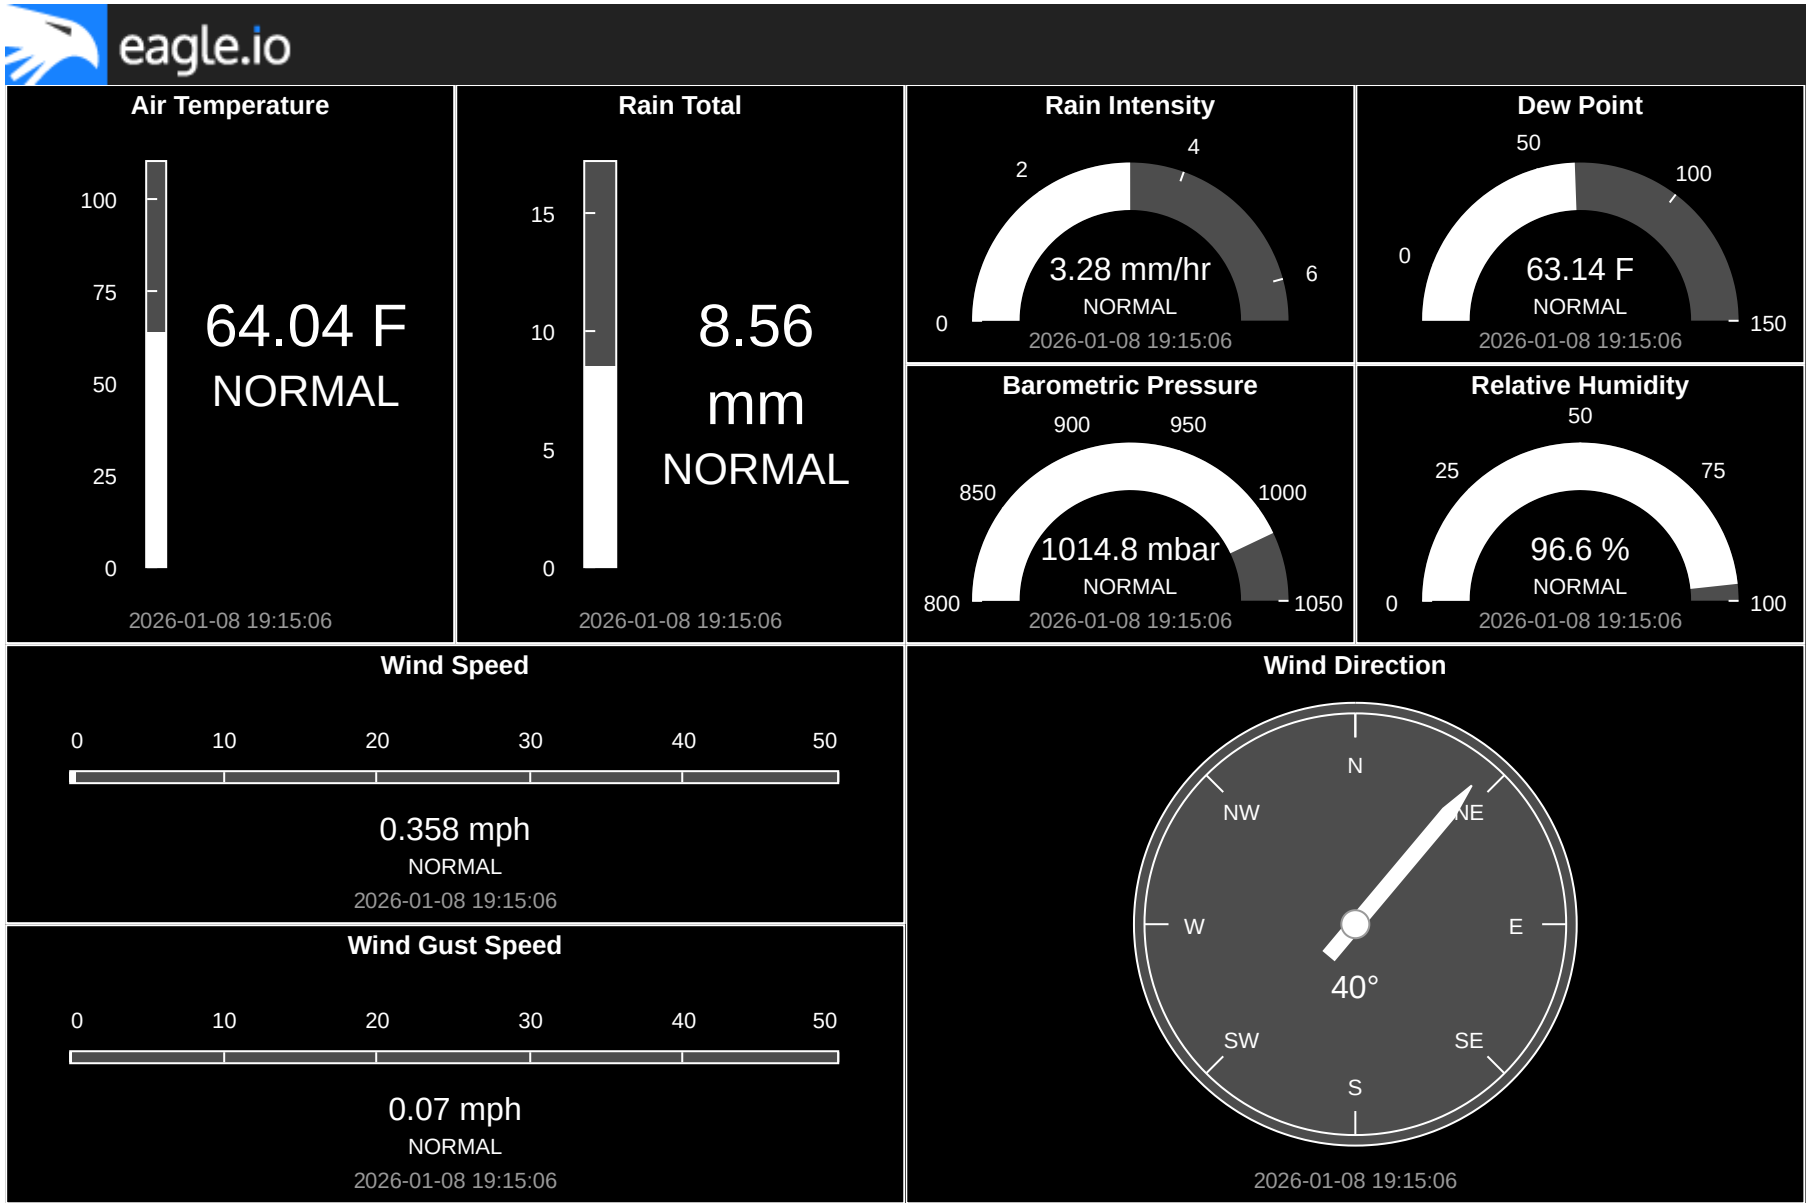 eagle.io
Air Temperature
100
75
50
25
0
64.04 F
NORMAL
2026-01-08 19:15:06
Rain Total
15
10
5
0
8.56
mm
NORMAL
2026-01-08 19:15:06
Rain Intensity
0
2
4
6
3.28 mm/hr
NORMAL
2026-01-08 19:15:06
Dew Point
0
50
100
150
63.14 F
NORMAL
2026-01-08 19:15:06
Barometric Pressure
800
850
900
950
1000
1050
1014.8 mbar
NORMAL
2026-01-08 19:15:06
Relative Humidity
0
25
50
75
100
96.6 %
NORMAL
2026-01-08 19:15:06
Wind Speed
0 10 20 30 40 50
0.358 mph
NORMAL
2026-01-08 19:15:06
Wind Gust Speed
0 10 20 30 40 50
0.07 mph
NORMAL
2026-01-08 19:15:06
Wind Direction
N
NW NE
W E
40°
SW SE
S
2026-01-08 19:15:06